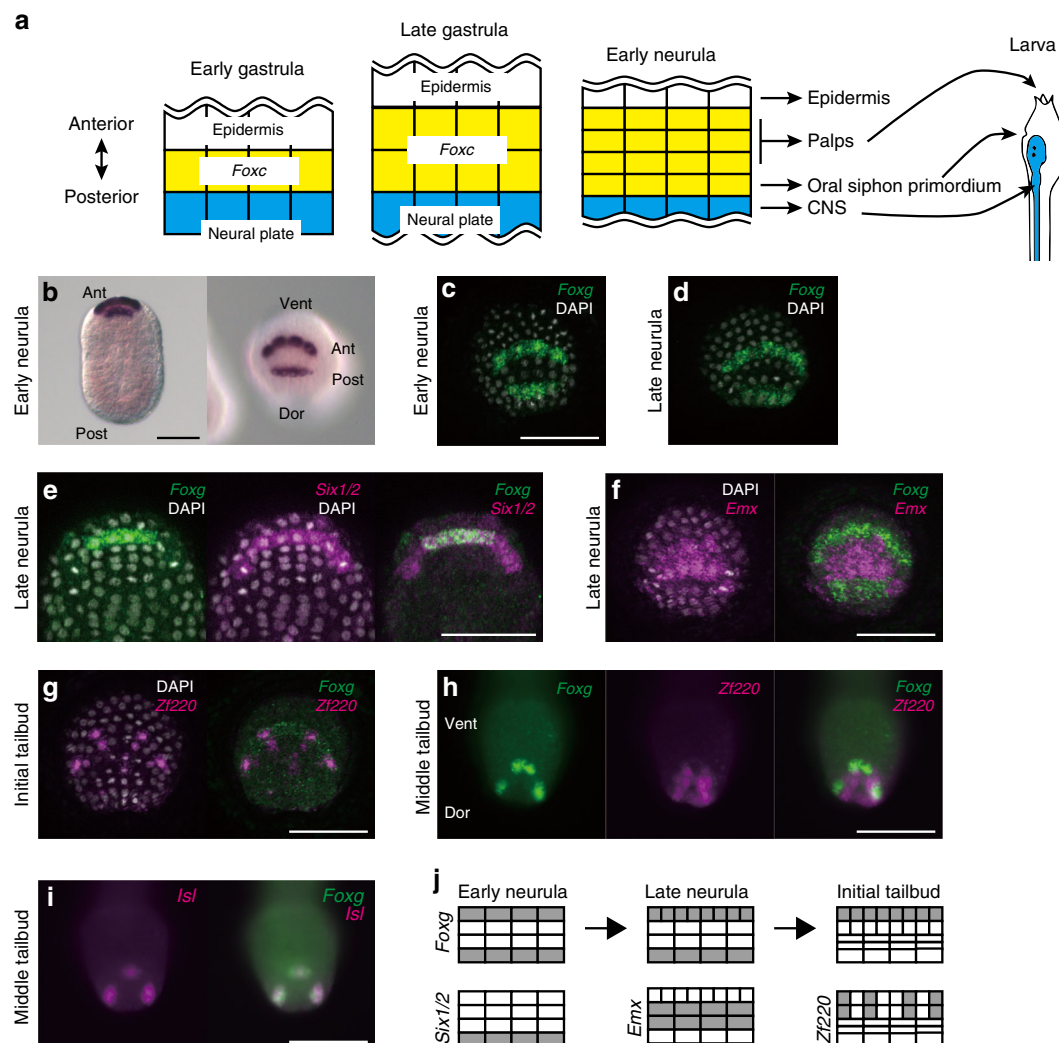 a
Early gastrula
Late gastrula
Early neurula
Larva
Anterior
Posterior
Epidermis
Foxc
Neural plate
Epidermis
Foxc
Neural plate
Epidermis
Palps
Oral siphon primordium
CNS
b
Early neurula
Ant
Post
Vent
Ant
Post
Dor
c
Early neurula
Foxg
DAPI
d
Late neurula
Foxg
DAPI
e
Late neurula
Foxg
DAPI
Six1/2
DAPI
Foxg
Six1/2
f
Late neurula
DAPI
Emx
Foxg
Emx
g
Initial tailbud
DAPI
Zf220
Foxg
Zf220
h
Middle tailbud
Vent
Dor
Foxg
Zf220
Foxg
Zf220
i
Middle tailbud
Isl
Foxg
Isl
j
Early neurula
Late neurula
Initial tailbud
Foxg
Six1/2
Emx
Zf220